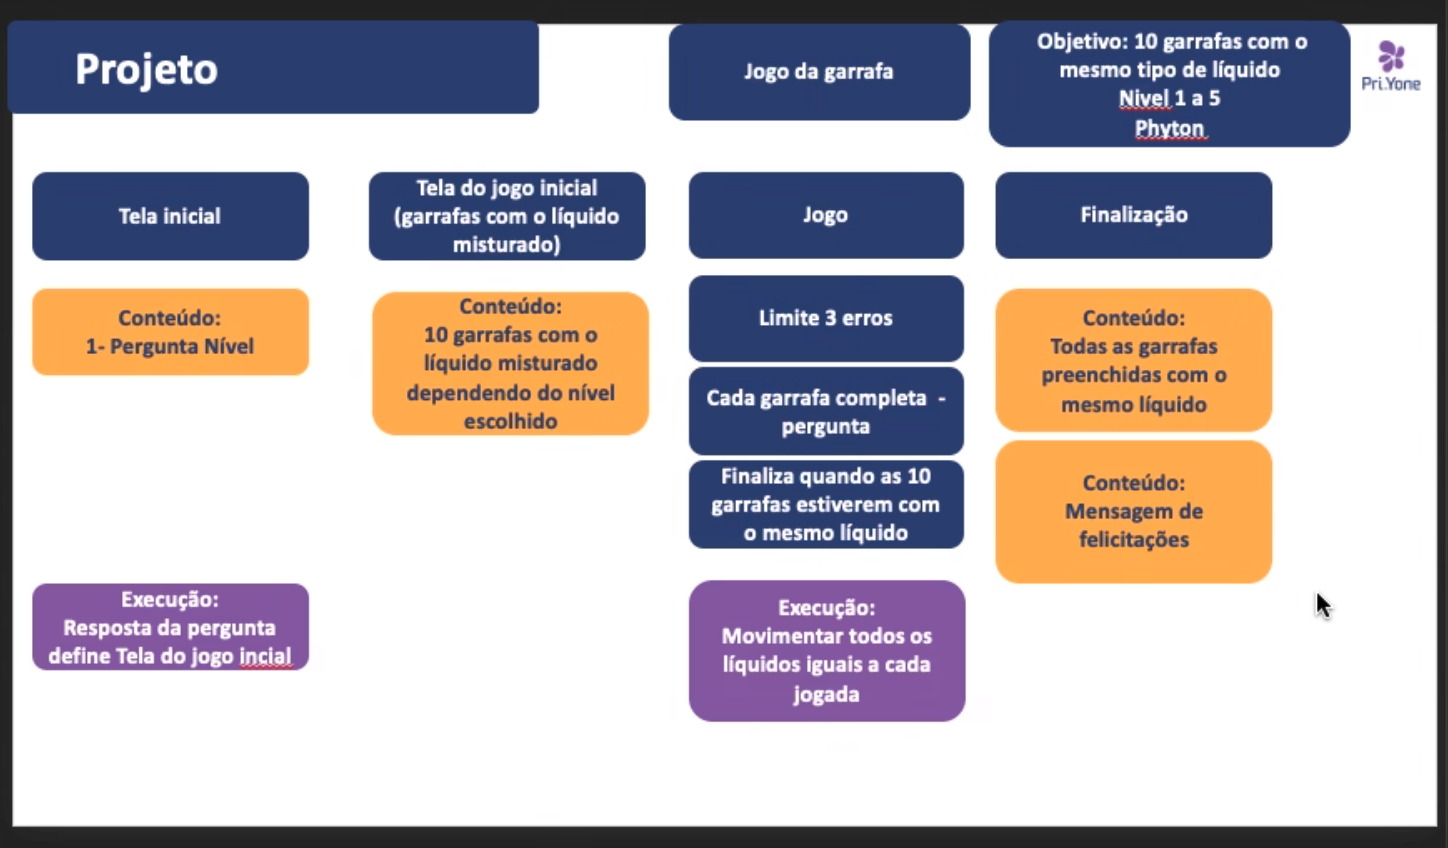 Projeto
Jogo da garrafa
Objetivo: 10 garrafas com o
mesmo tipo de líquido
Nivel 1 a 5
Phyton
Pri.Yone
Tela inicial
Tela do jogo inicial
(garrafas com o líquido
misturado)
Jogo
Finalização
Conteúdo:
1- Pergunta Nível
Conteúdo:
10 garrafas com o
líquido misturado
dependendo do nível
escolhido
Limite 3 erros
Cada garrafa completa -
pergunta
Finaliza quando as 10
garrafas estiverem com
o mesmo líquido
Conteúdo:
Todas as garrafas
preenchidas com o
mesmo líquido
Conteúdo:
Mensagem de
felicitações
Execução:
Resposta da pergunta
define Tela do jogo incial
Execução:
Movimentar todos os
líquidos iguais a cada
jogada